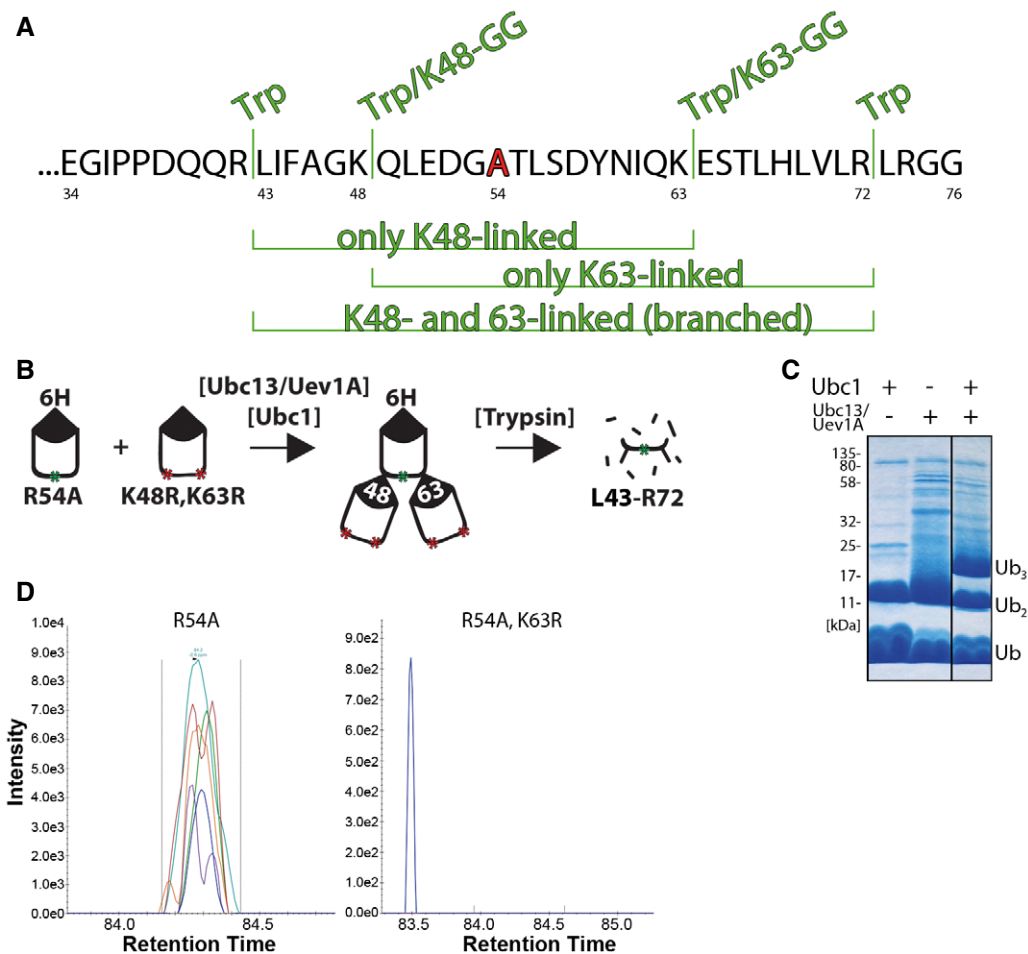 A
Trp
Trp/K48-GG
Trp/K63-GG
Trp
...EGIPPDQQRLIFAGKQLEDGATLSDYNIQKESTLHLVLRLRGG
34 43 48 54 63 72 76
only K48-linked
only K63-linked
K48- and 63-linked (branched)
B
6H
R54A
+
K48R,K63R
[Ubc13/Uev1A]
[Ubc1]
6H
48 63
[Trypsin]
L43-R72
C
Ubc1 + - +
Ubc13/
Uev1A - + +
135-
80-
58-
32-
25-
17-
11-
[kDa]
Ub3
Ub2
Ub
D
R54A
Intensity
1.0e4
9.0e3
8.0e3
7.0e3
6.0e3
5.0e3
4.0e3
3.0e3
2.0e3
1.0e3
0.0e0
84.0 84.5
Retention Time
R54A, K63R
9.0e2
8.0e2
7.0e2
6.0e2
5.0e2
4.0e2
3.0e2
2.0e2
1.0e2
0.0e0
83.5 84.0 84.5 85.0
Retention Time